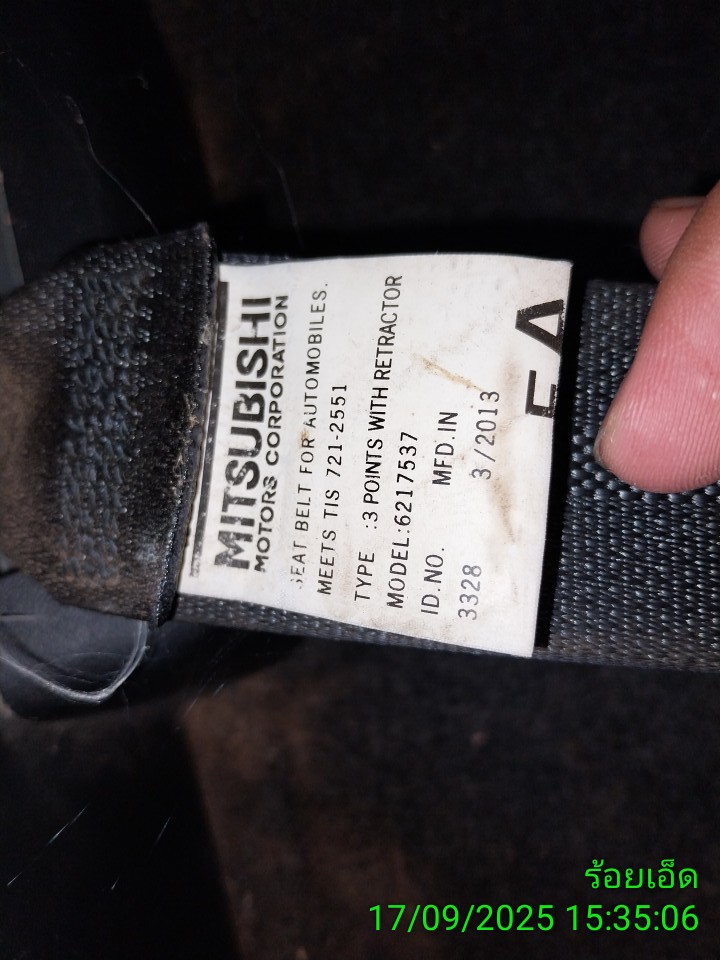 MITSUBISHI
MOTORS CORPORATION
SEAT BELT FOR AUTOMOBILES.
MEETS TIS 721-2551
TYPE :3 POINTS WITH RETRACTOR
MODEL:6217537
ID.NO. MFD.IN
3328 3/2013
ร้อยเอ็ด
17/09/2025 15:35:06